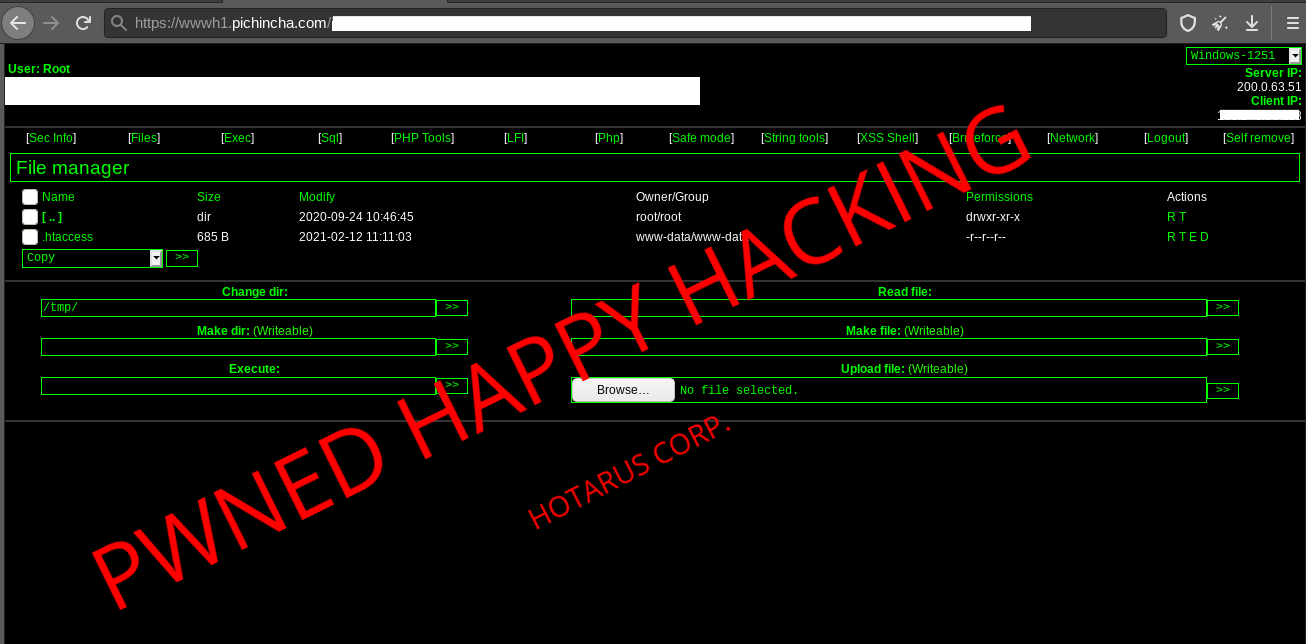 https://wwwh1.pichincha.com/
User: Root
Windows-1251
Server IP:
200.0.63.51
Client IP:
[Sec Info] [Files] [Exec] [Sql] [PHP Tools] [LFI] [Php] [Safe mode] [String tools] [XSS Shell] [Bruteforce] [Network] [Logout] [Self remove]
File manager
Name Size Modify Owner/Group Permissions Actions
[ .. ] dir 2020-09-24 10:46:45 root/root drwxr-xr-x R T
.htaccess 685 B 2021-02-12 11:11:03 www-data/www-data -r--r--r-- R T E D
Copy >>
Change dir: Read file:
/tmp/ >> >>
Make dir: (Writeable) Make file: (Writeable)
>> >>
Execute: Upload file: (Writeable)
>> Browse… No file selected. >>
PWNED HAPPY HACKING
HOTARUS CORP.